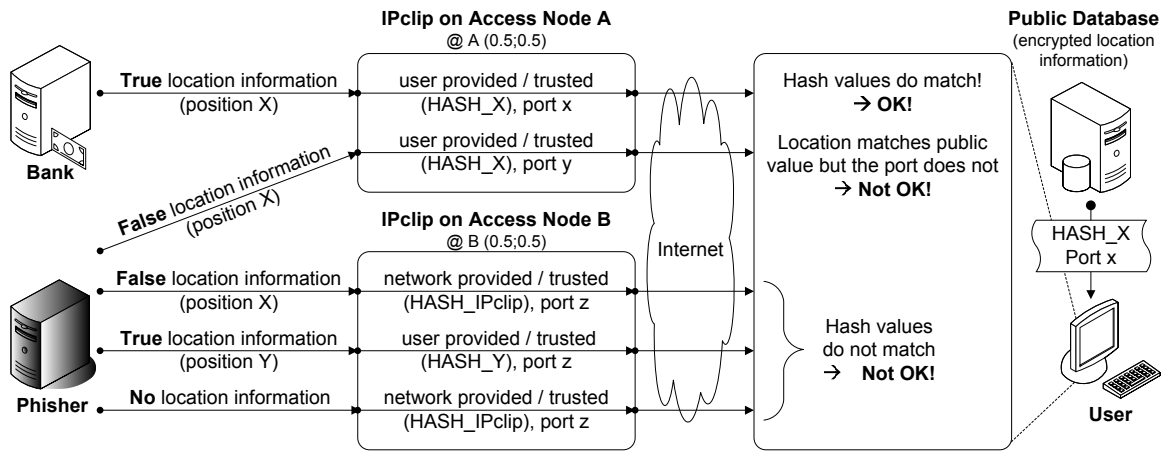 IPclip on Access Node A
@ A (0.5;0.5)
Public Database
(encrypted location
information)
True location information
(position X)
user provided / trusted
(HASH_X), port x
Hash values do match!
→ OK!
Bank
False location information
(position X)
user provided / trusted
(HASH_X), port y
Location matches public
value but the port does not
→ Not OK!
IPclip on Access Node B
@ B (0.5;0.5)
Internet
HASH_X
Port x
False location information
(position X)
network provided / trusted
(HASH_IPclip), port z
True location information
(position Y)
user provided / trusted
(HASH_Y), port z
Hash values
do not match
→ Not OK!
Phisher
No location information
network provided / trusted
(HASH_IPclip), port z
User